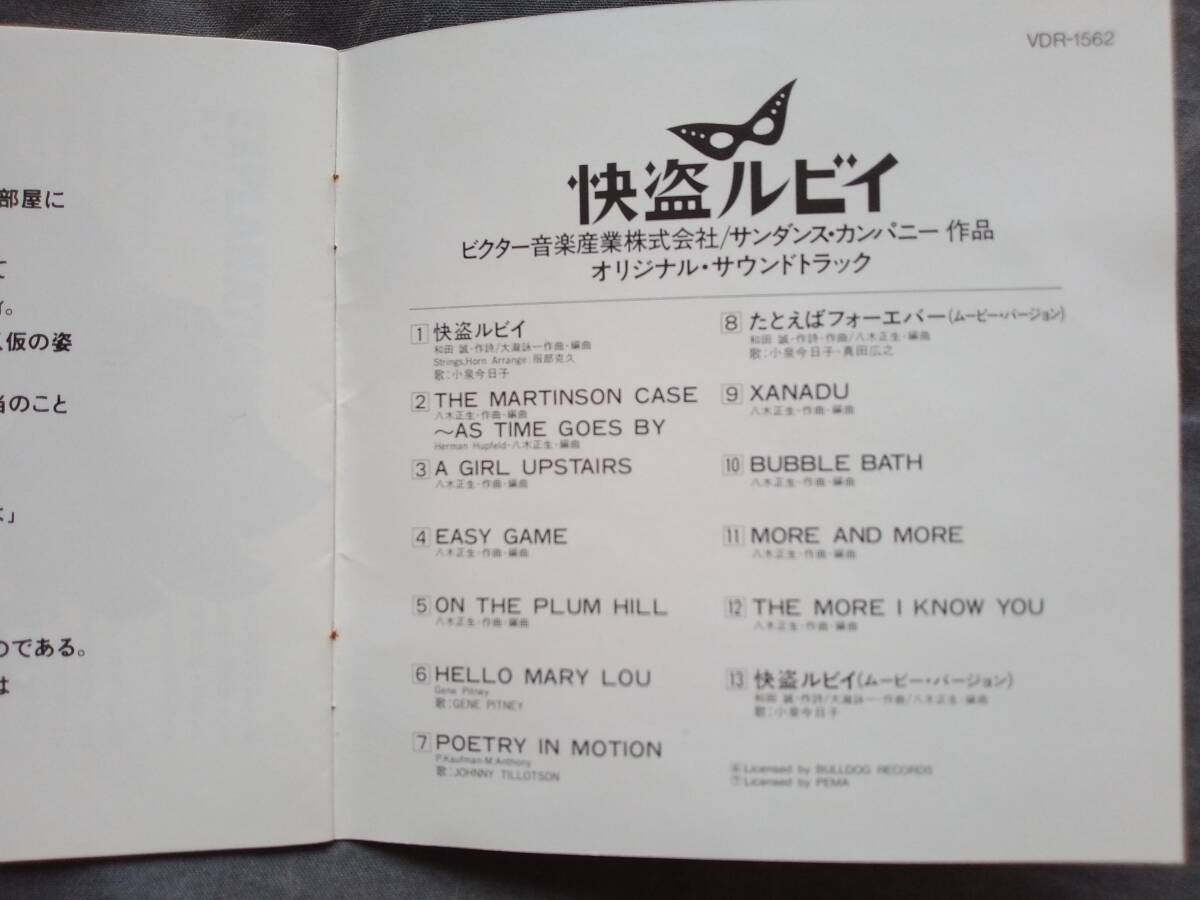 部屋に
て
仮の姿
当のこと
」
のである。
は
VDR-1562
快盗ルビイ
ビクター音楽産業株式会社/サンダンス・カンパニー 作品
オリジナル・サウンドトラック
1 快盗ルビイ
和田 誠・作詩/大瀧詠一・作曲・編曲
Strings,Horn Arrange:服部克久
歌:小泉今日子
2 THE MARTINSON CASE
八木正生・作曲・編曲
～AS TIME GOES BY
Herman Hupfeld・八木正生・編曲
3 A GIRL UPSTAIRS
八木正生・作曲・編曲
4 EASY GAME
八木正生・作曲・編曲
5 ON THE PLUM HILL
八木正生・作曲・編曲
6 HELLO MARY LOU
Gene Pitney
歌:GENE PITNEY
7 POETRY IN MOTION
P.Kaufman-M.Anthony
歌:JOHNNY TILLOTSON
8 たとえばフォーエバー(ムービー・バージョン)
和田 誠・作詩・作曲/八木正生・編曲
歌:小泉今日子・真田広之
9 XANADU
八木正生・作曲・編曲
10 BUBBLE BATH
八木正生・作曲・編曲
11 MORE AND MORE
八木正生・作曲・編曲
12 THE MORE I KNOW YOU
八木正生・作曲・編曲
13 快盗ルビイ(ムービー・バージョン)
和田 誠・作詩/大瀧詠一・作曲/八木正生・編曲
歌:小泉今日子
⑥Licensed by BULLDOG RECORDS
⑦Licensed by PEMA